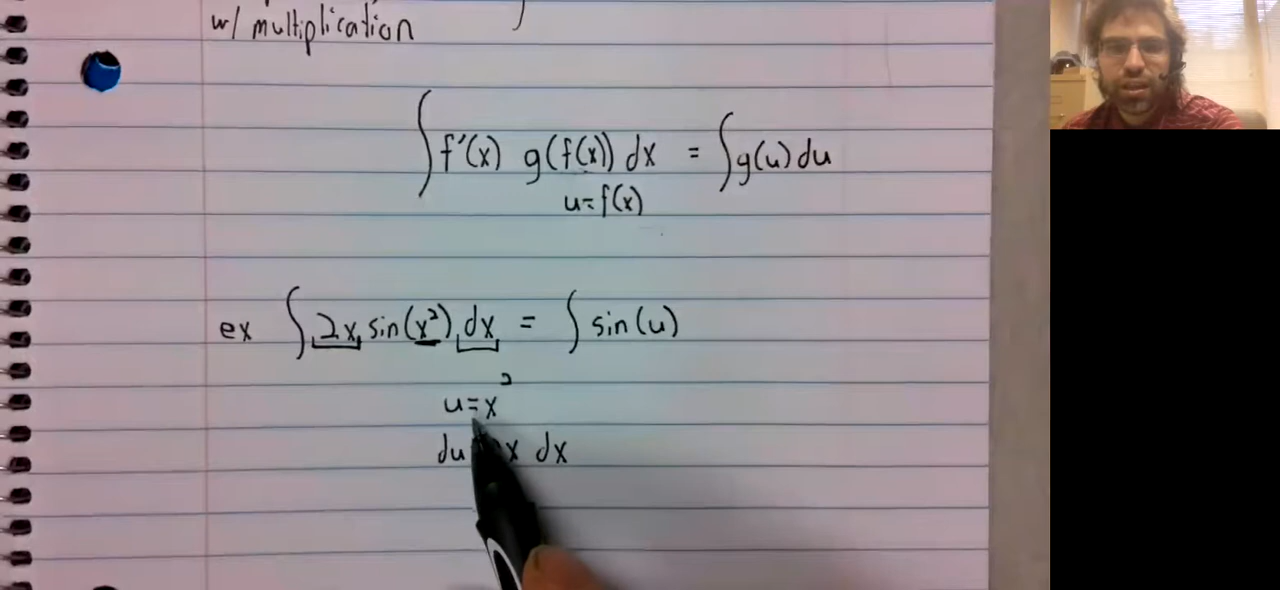 w/ multiplication
∫ f'(x) g(f(x)) dx = ∫ g(u) du
u = f(x)
ex ∫ 2x sin(x²) dx = ∫ sin(u)
u = x²
du x dx